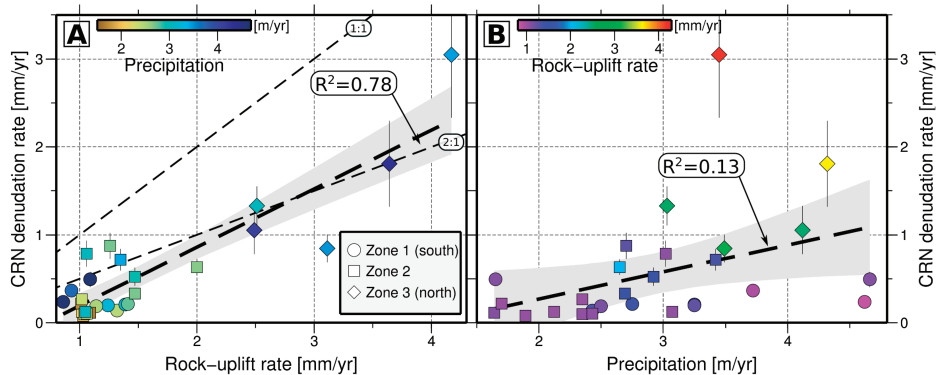 A
[m/yr]
2 3 4
Precipitation
1:1
R²=0.78
2:1
Zone 1 (south)
Zone 2
Zone 3 (north)
CRN denudation rate [mm/yr]
0
1
2
3
1 2 3 4
Rock−uplift rate [mm/yr]
B
[mm/yr]
1 2 3 4
Rock−uplift rate
R²=0.13
2 3 4
Precipitation [m/yr]
0
1
2
3
CRN denudation rate [mm/yr]